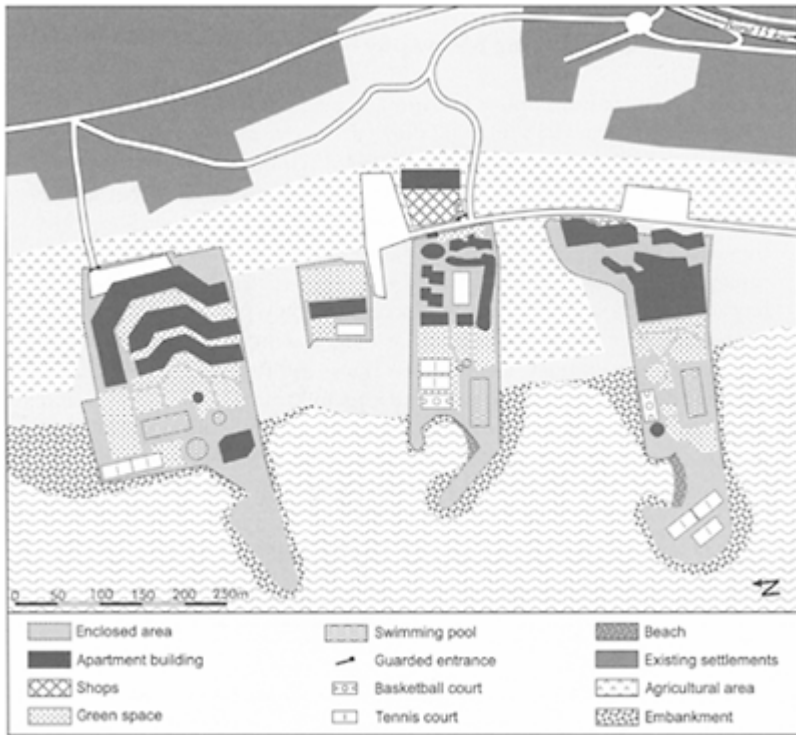 0 50 100 150 200 250m
N
Enclosed area
Apartment building
Shops
Green space
Swimming pool
Guarded entrance
Basketball court
Tennis court
Beach
Existing settlements
Agricultural area
Embankment